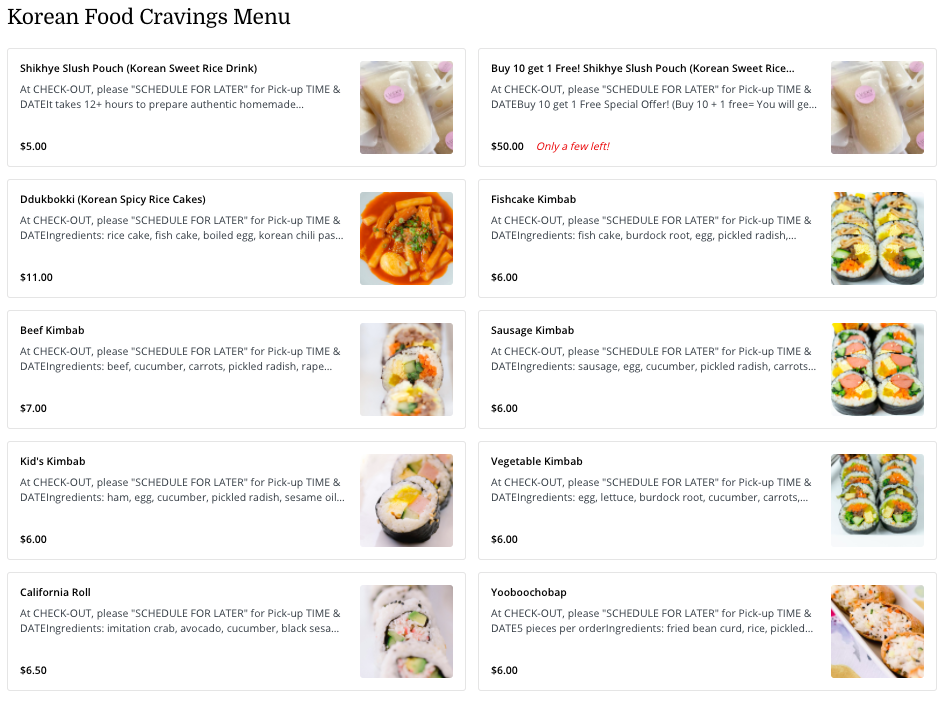 Korean Food Cravings Menu
Shikhye Slush Pouch (Korean Sweet Rice Drink)
At CHECK-OUT, please "SCHEDULE FOR LATER" for Pick-up TIME &
DATEIt takes 12+ hours to prepare authentic homemade...
$5.00
Buy 10 get 1 Free! Shikhye Slush Pouch (Korean Sweet Rice...
At CHECK-OUT, please "SCHEDULE FOR LATER" for Pick-up TIME &
DATEBuy 10 get 1 Free Special Offer! (Buy 10 + 1 free= You will ge...
$50.00 Only a few left!
Ddukbokki (Korean Spicy Rice Cakes)
At CHECK-OUT, please "SCHEDULE FOR LATER" for Pick-up TIME &
DATEIngredients: rice cake, fish cake, boiled egg, korean chili pas...
$11.00
Fishcake Kimbab
At CHECK-OUT, please "SCHEDULE FOR LATER" for Pick-up TIME &
DATEIngredients: fish cake, burdock root, egg, pickled radish,...
$6.00
Beef Kimbab
At CHECK-OUT, please "SCHEDULE FOR LATER" for Pick-up TIME &
DATEIngredients: beef, cucumber, carrots, pickled radish, rape...
$7.00
Sausage Kimbab
At CHECK-OUT, please "SCHEDULE FOR LATER" for Pick-up TIME &
DATEIngredients: sausage, egg, cucumber, pickled radish, carrots...
$6.00
Kid's Kimbab
At CHECK-OUT, please "SCHEDULE FOR LATER" for Pick-up TIME &
DATEIngredients: ham, egg, cucumber, pickled radish, sesame oil...
$6.00
Vegetable Kimbab
At CHECK-OUT, please "SCHEDULE FOR LATER" for Pick-up TIME &
DATEIngredients: egg, lettuce, burdock root, cucumber, carrots,...
$6.00
California Roll
At CHECK-OUT, please "SCHEDULE FOR LATER" for Pick-up TIME &
DATEIngredients: imitation crab, avocado, cucumber, black sesa...
$6.50
Yooboochobap
At CHECK-OUT, please "SCHEDULE FOR LATER" for Pick-up TIME &
DATE5 pieces per orderIngredients: fried bean curd, rice, pickled...
$6.00